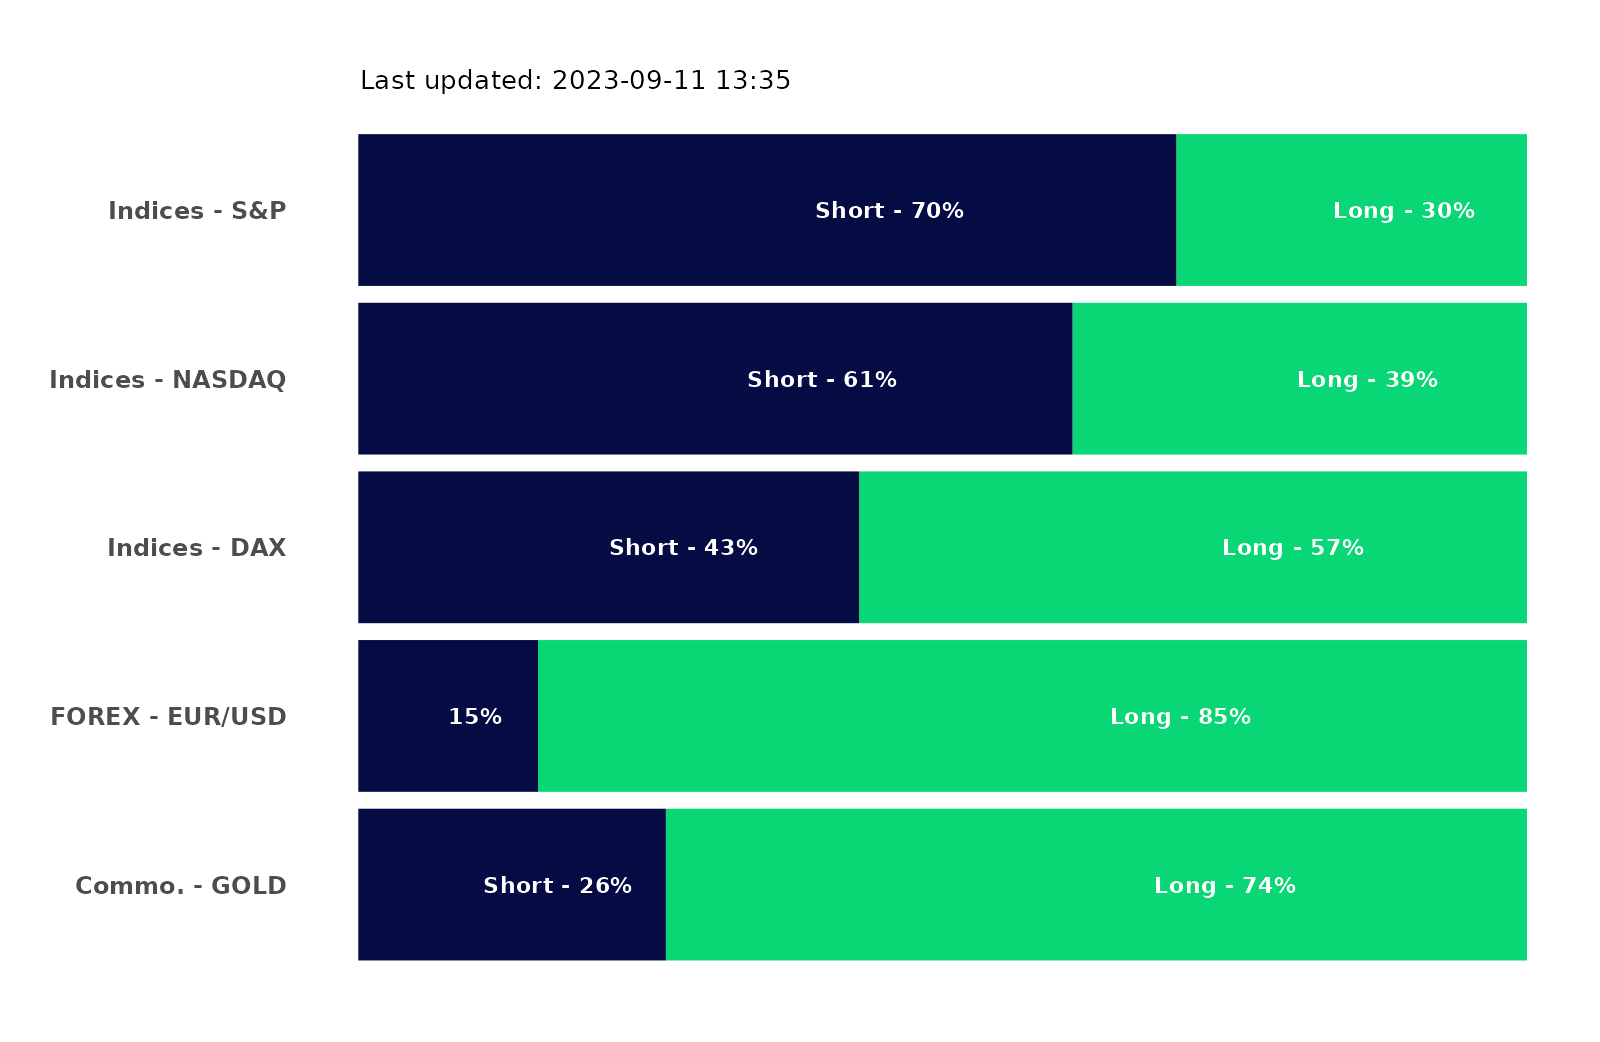 Last updated: 2023-09-11 13:35
Indices - S&P Short - 70% Long - 30%
Indices - NASDAQ Short - 61% Long - 39%
Indices - DAX Short - 43% Long - 57%
FOREX - EUR/USD 15% Long - 85%
Commo. - GOLD Short - 26% Long - 74%